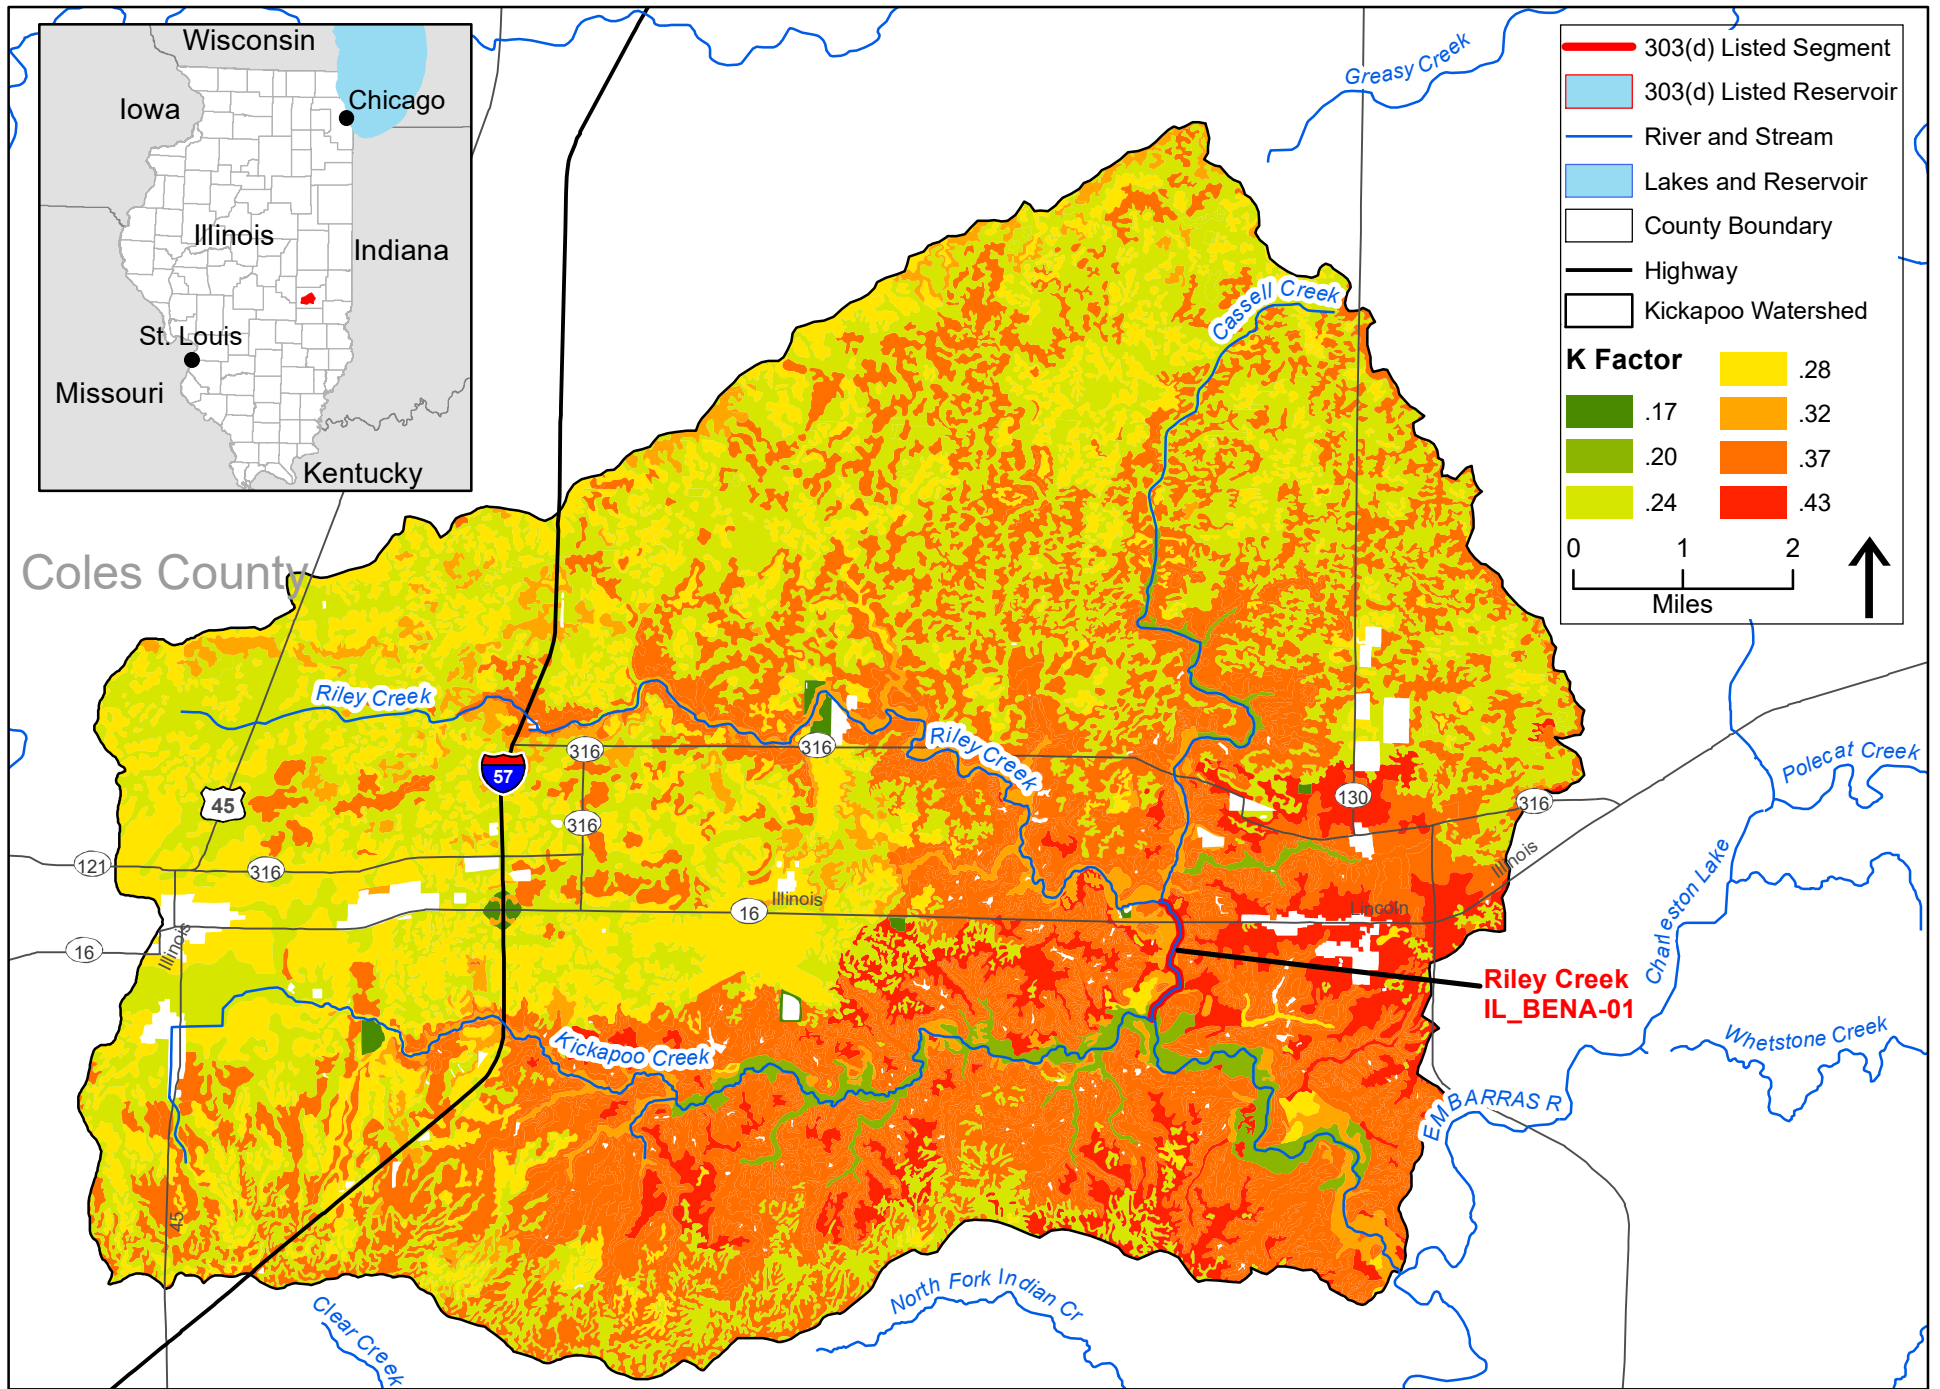 Wisconsin
Iowa
Chicago
Illinois
Indiana
St. Louis
Missouri
Kentucky
Greasy Creek
303(d) Listed Segment
303(d) Listed Reservoir
River and Stream
Lakes and Reservoir
County Boundary
Highway
Kickapoo Watershed
K Factor
.17
.20
.24
.28
.32
.37
.43
0 1 2
Miles
Coles County
Cassell Creek
Riley Creek
Riley Creek
316
316
57
45
316
130
316
121
316
Illinois
16
Illinois
Lincoln
16
Illinois
Polecat Creek
Charleston Lake
Riley Creek
IL_BENA-01
Whetstone Creek
Kickapoo Creek
EMBARRAS R
45
North Fork Indian Cr
Clear Creek